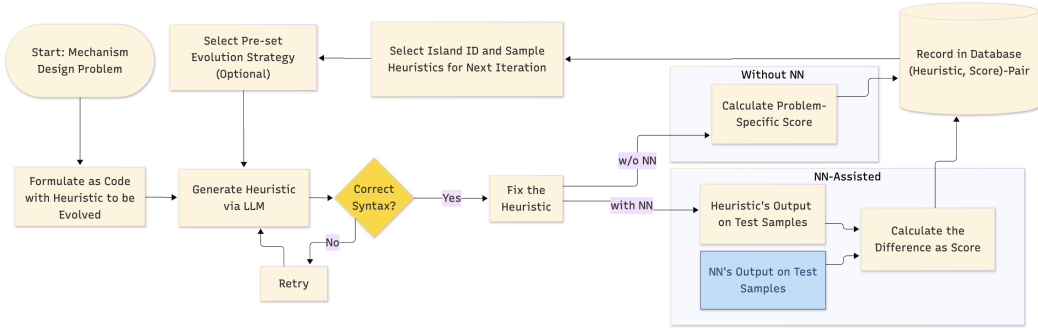 Start: Mechanism
Design Problem
Select Pre-set
Evolution Strategy
(Optional)
Select Island ID and Sample
Heuristics for Next Iteration
Record in Database
(Heuristic, Score)-Pair
Without NN
Calculate Problem-
Specific Score
Formulate as Code
with Heuristic to be
Evolved
Generate Heuristic
via LLM
Correct
Syntax?
Yes
No
Retry
Fix the
Heuristic
w/o NN
with NN
NN-Assisted
Heuristic's Output
on Test Samples
NN's Output on Test
Samples
Calculate the
Difference as Score